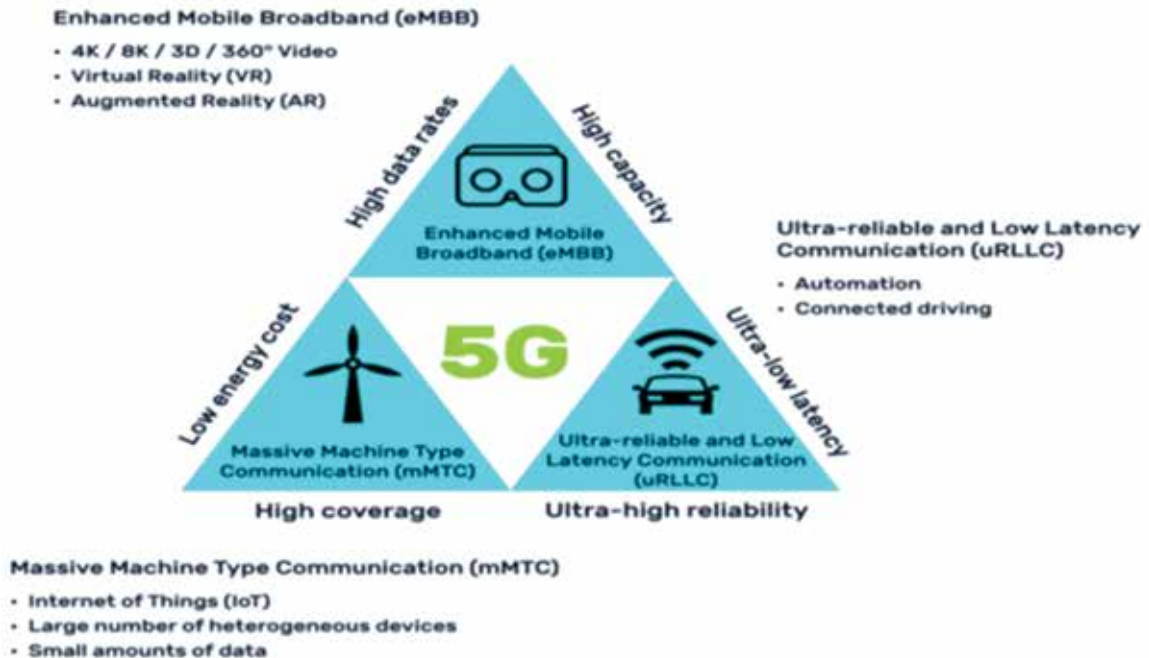 Enhanced Mobile Broadband (eMBB)
• 4K / 8K / 3D / 360° Video
• Virtual Reality (VR)
• Augmented Reality (AR)
High data rates
High capacity
Enhanced Mobile
Broadband (eMBB)
Ultra-reliable and Low Latency
Communication (uRLLC)
• Automation
• Connected driving
Low energy cost
5G
Ultra-low latency
Massive Machine Type
Communication (mMTC)
Ultra-reliable and Low
Latency Communication
(uRLLC)
High coverage
Ultra-high reliability
Massive Machine Type Communication (mMTC)
• Internet of Things (IoT)
• Large number of heterogeneous devices
• Small amounts of data